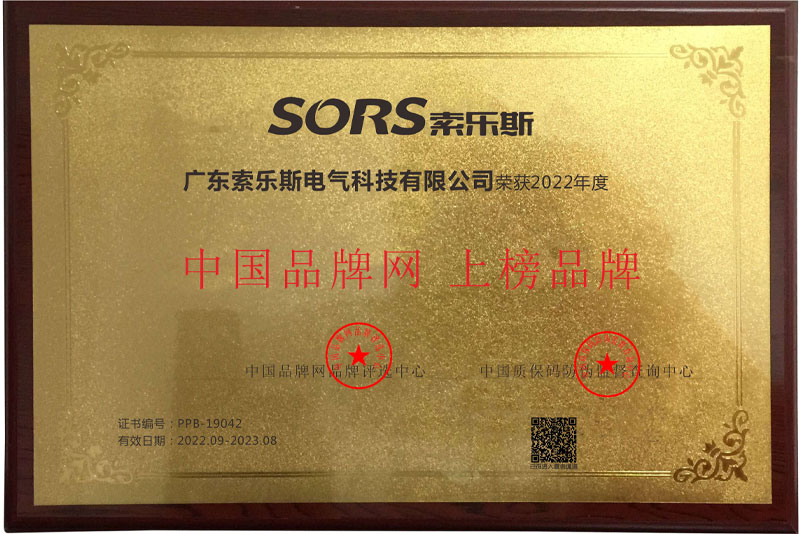 SORS索乐斯
广东索乐斯电气科技有限公司荣获2022年度
中国品牌网 上榜品牌
中国品牌网品牌评选中心 中国质保码防伪监督查询中心
证书编号：PPB-19042
有效日期：2022.09-2023.08